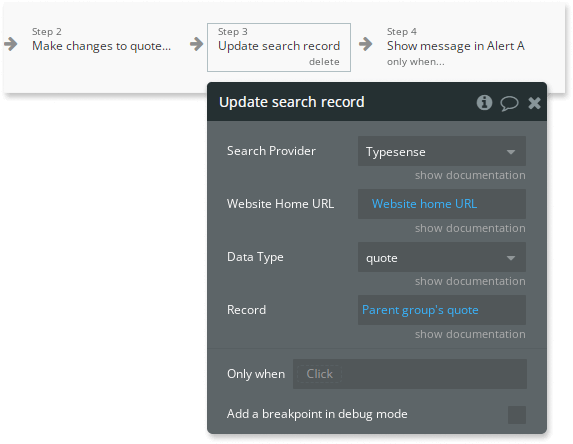 Step 2
Make changes to quote...
Step 3
Update search record
delete
Step 4
Show message in Alert A
only when...
Update search record
Search Provider
Typesense
show documentation
Website Home URL
Website home URL
show documentation
Data Type
quote
show documentation
Record
Parent group's quote
show documentation
Only when
Click
Add a breakpoint in debug mode